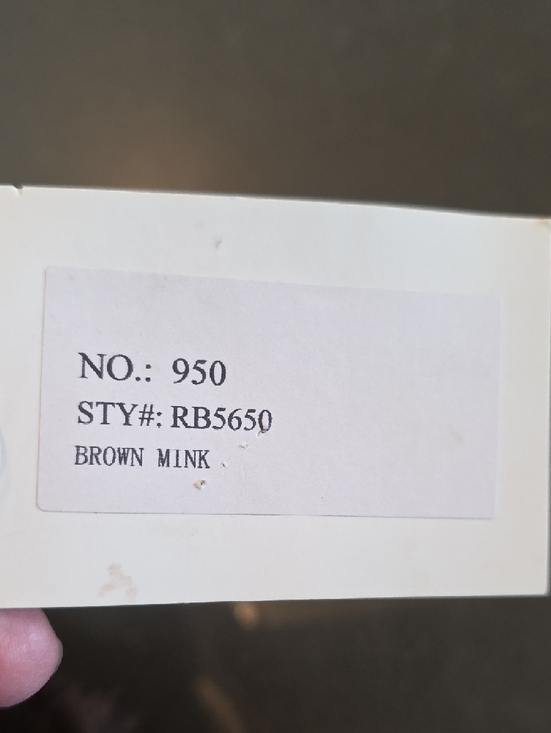 NO.: 950
STY#: RB5650
BROWN MINK